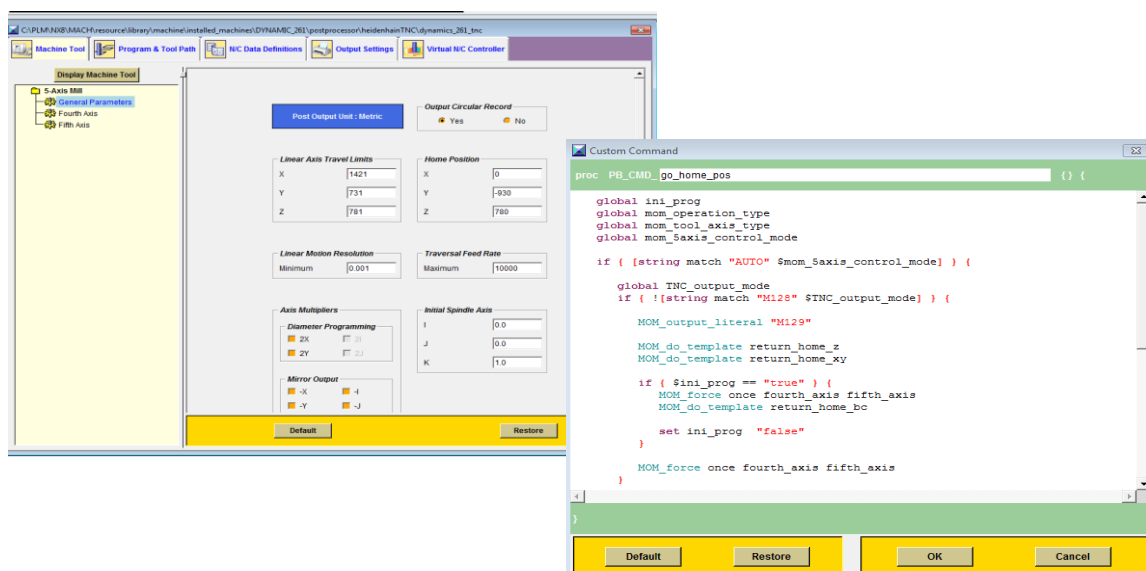 C:\PLM\NX8\MACH\resource\library\machine\installed_machines\DYNAMIC_261\postprocessor\heidenhainTNC\dynamics_261_tnc
Machine Tool
Program & Tool Path
N/C Data Definitions
Output Settings
Virtual N/C Controller
Display Machine Tool
5-Axis Mill
General Parameters
Fourth Axis
Fifth Axis
Post Output Unit : Metric
Output Circular Record
Yes No
Linear Axis Travel Limits
X 1421
Y 731
Z 781
Home Position
X 0
Y -930
Z 780
Linear Motion Resolution
Minimum 0.001
Traversal Feed Rate
Maximum 10000
Axis Multipliers
Diameter Programming
2X 2I
2Y 2J
Mirror Output
-X -I
-Y -J
Initial Spindle Axis
I 0.0
J 0.0
K 1.0
Default
Restore
Custom Command
proc PB_CMD_ go_home_pos {} {
global ini_prog
global mom_operation_type
global mom_tool_axis_type
global mom_5axis_control_mode
if { [string match "AUTO" $mom_5axis_control_mode] } {
global TNC_output_mode
if { ![string match "M128" $TNC_output_mode] } {
MOM_output_literal "M129"
MOM_do_template return_home_z
MOM_do_template return_home_xy
if { $ini_prog == "true" } {
MOM_force once fourth_axis fifth_axis
MOM_do_template return_home_bc
set ini_prog "false"
}
MOM_force once fourth_axis fifth_axis
}
}
Default
Restore
OK
Cancel